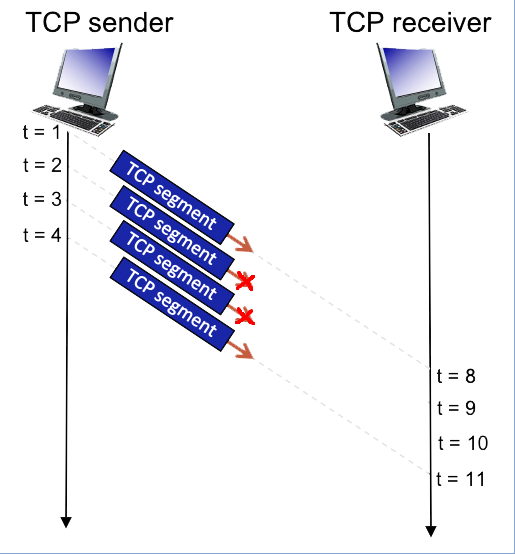 TCP sender
TCP receiver
t = 1
t = 2
t = 3
t = 4
TCP segment
TCP segment
TCP segment
TCP segment
t = 8
t = 9
t = 10
t = 11